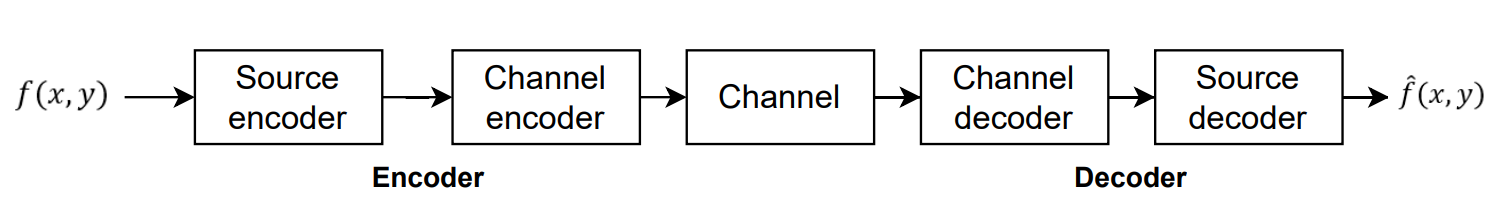 f(x,y)
Source
encoder
Channel
encoder
Channel
Channel
decoder
Source
decoder
f̂(x,y)
Encoder
Decoder